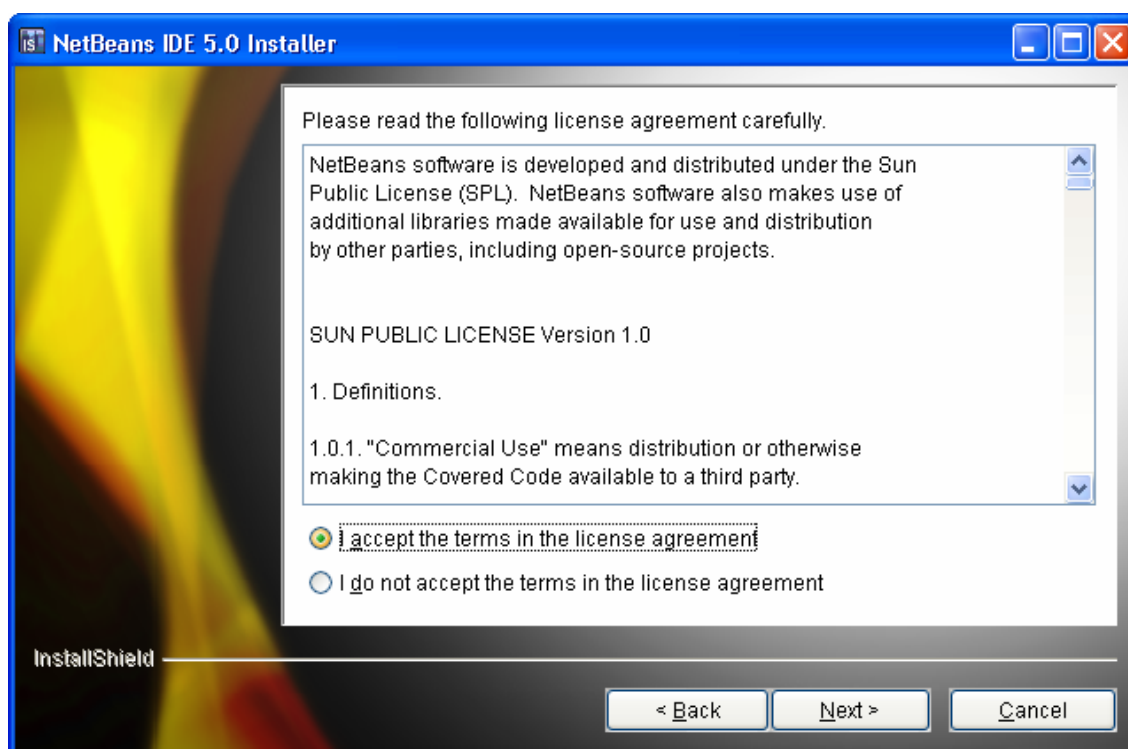 NetBeans IDE 5.0 Installer
Please read the following license agreement carefully.
NetBeans software is developed and distributed under the Sun
Public License (SPL).  NetBeans software also makes use of
additional libraries made available for use and distribution
by other parties, including open-source projects.
SUN PUBLIC LICENSE Version 1.0
1. Definitions.
1.0.1. "Commercial Use" means distribution or otherwise
making the Covered Code available to a third party.
I accept the terms in the license agreement
I do not accept the terms in the license agreement
InstallShield
< Back
Next >
Cancel